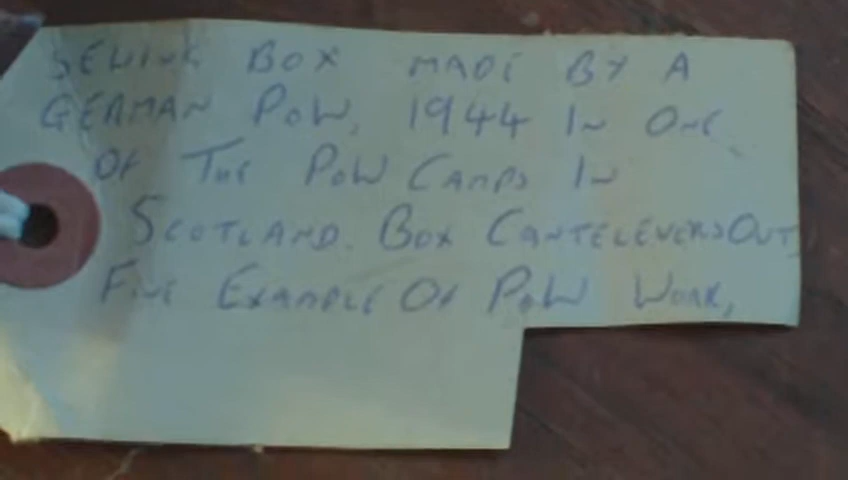 SEWING BOX MADE BY A
GERMAN PoW, 1944 IN ONE
OF THE PoW CAMPS IN
SCOTLAND. BOX CANTELEVERS OUT,
FINE EXAMPLE OF PoW WORK,